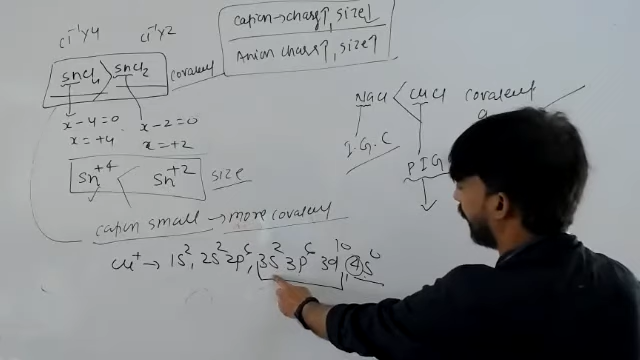 Cl⁻¹×4 Cl⁻¹×2
Cation → charge↑, size↓
Anion charge↑, size↑
SnCl₄ > SnCl₂ covalent
x-4=0 x-2=0
x=+4 x=+2
Sn⁺⁴ < Sn⁺² size
cation small → more covalent
NaCl < CuCl covalent
I.G.C
P.I.G
Cu⁺ → 1s², 2s² 2p⁶, 3s² 3p⁶ 3d¹⁰, 4s⁰